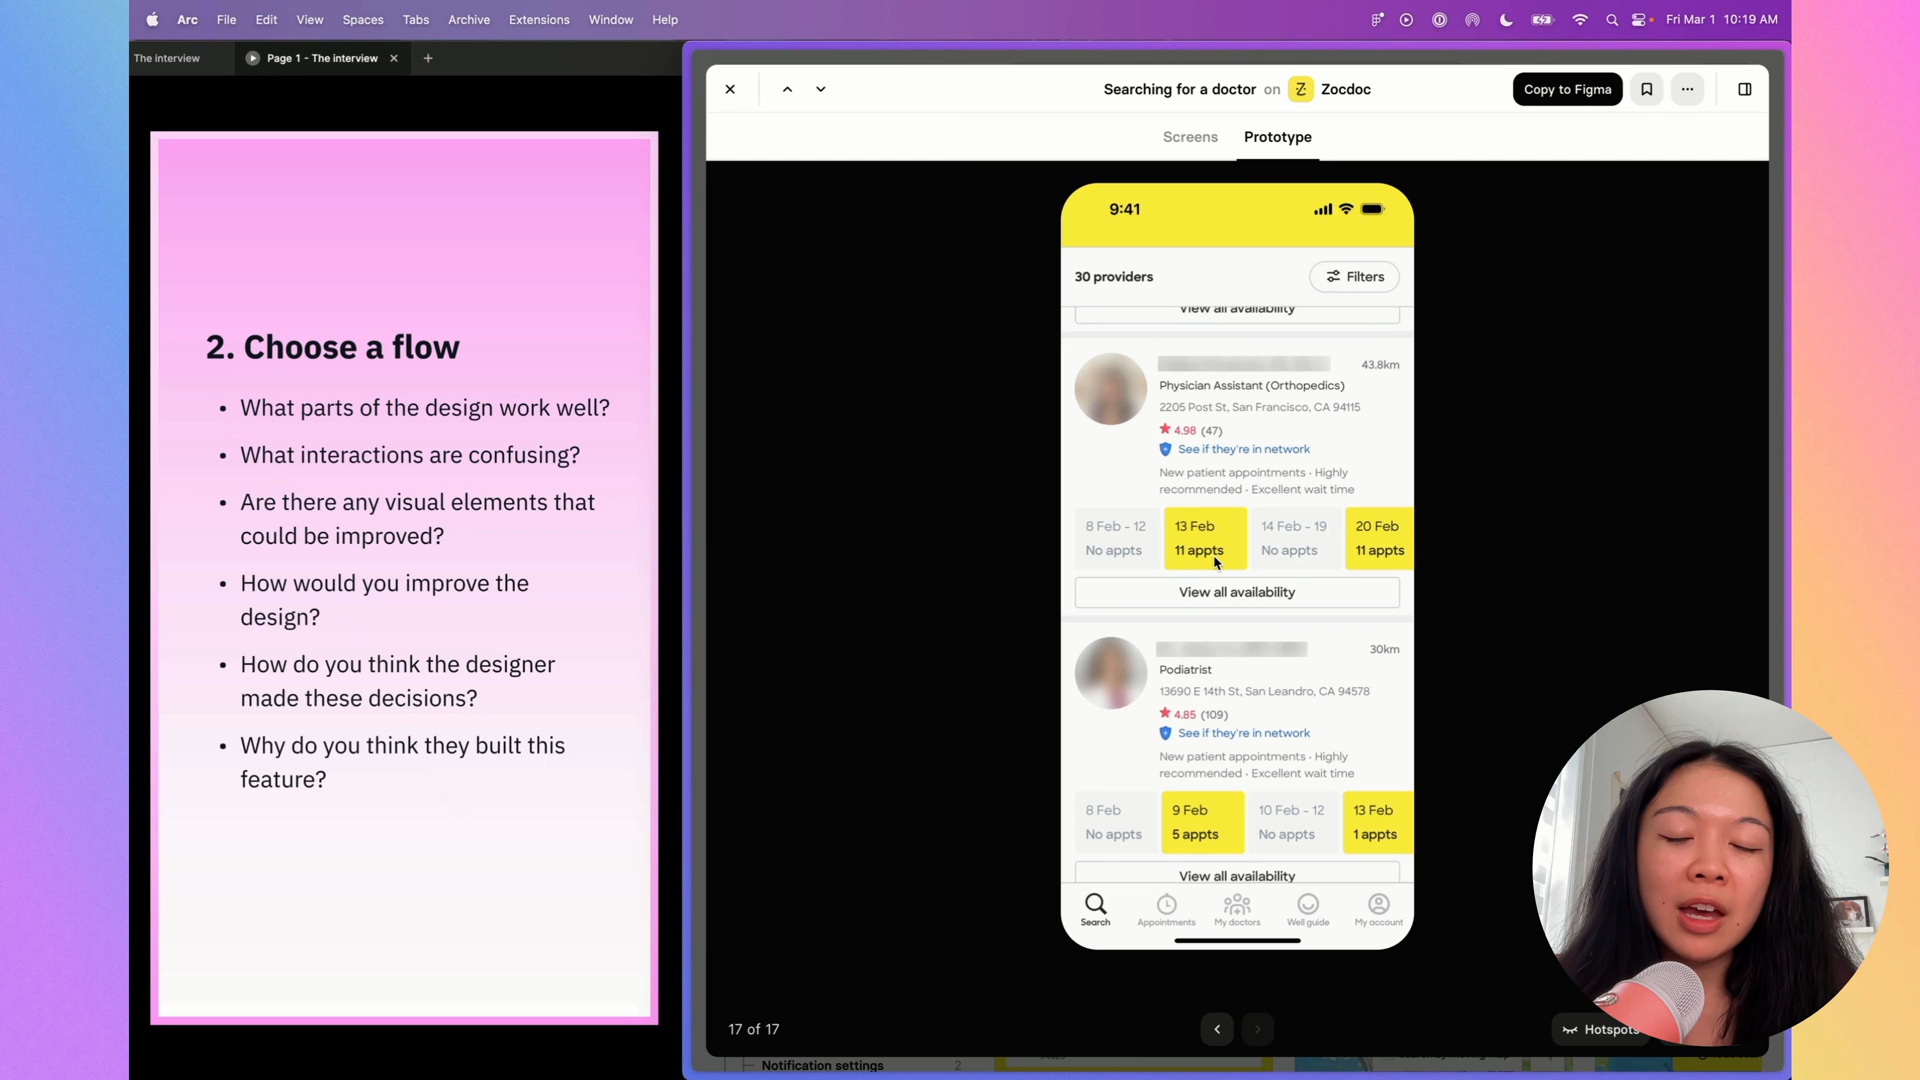 Arc File Edit View Spaces Tabs Archive Extensions Window Help
Fri Mar 1 10:19 AM
The interview
Page 1 - The interview
2. Choose a flow
• What parts of the design work well?
• What interactions are confusing?
• Are there any visual elements that
could be improved?
• How would you improve the
design?
• How do you think the designer
made these decisions?
• Why do you think they built this
feature?
Searching for a doctor on Z Zocdoc
Copy to Figma
Screens Prototype
9:41
30 providers
Filters
View all availability
43.8km
Physician Assistant (Orthopedics)
2205 Post St, San Francisco, CA 94115
4.98 (47)
See if they're in network
New patient appointments · Highly
recommended · Excellent wait time
8 Feb - 12 13 Feb 14 Feb - 19 20 Feb
No appts 11 appts No appts 11 appts
View all availability
30km
Podiatrist
13690 E 14th St, San Leandro, CA 94578
4.85 (109)
See if they're in network
New patient appointments · Highly
recommended · Excellent wait time
8 Feb 9 Feb 10 Feb - 12 13 Feb
No appts 5 appts No appts 1 appts
View all availability
Search Appointments My doctors Well guide My account
17 of 17
Hotspots
Notification settings 2